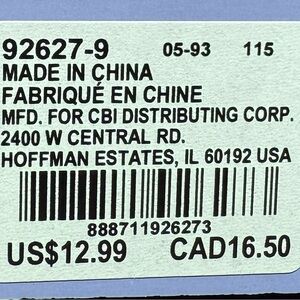 92627-9 05-93 115
MADE IN CHINA
FABRIQUÉ EN CHINE
MFD. FOR CBI DISTRIBUTING CORP.
2400 W CENTRAL RD.
HOFFMAN ESTATES, IL 60192 USA
888711926273
US$12.99 CAD16.50